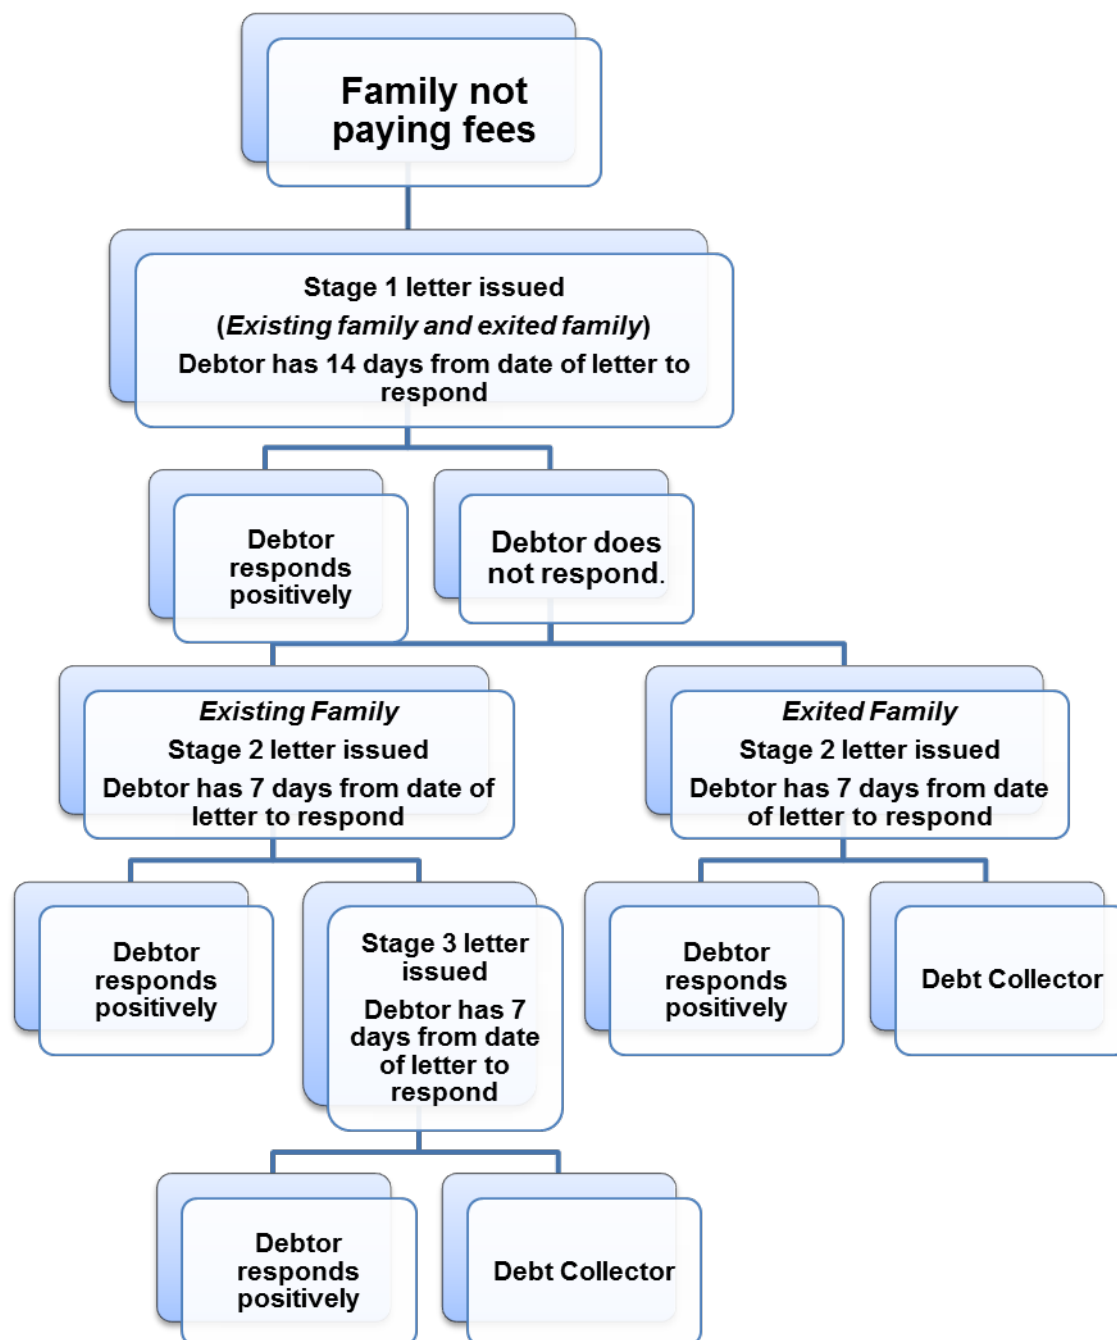 Family not
paying fees
Stage 1 letter issued
(Existing family and exited family)
Debtor has 14 days from date of letter to
respond
Debtor
responds
positively
Debtor does
not respond.
Existing Family
Stage 2 letter issued
Debtor has 7 days from date of
letter to respond
Exited Family
Stage 2 letter issued
Debtor has 7 days from date
of letter to respond
Debtor
responds
positively
Stage 3 letter
issued
Debtor has 7
days from date
of letter to
respond
Debtor
responds
positively
Debt Collector
Debtor
responds
positively
Debt Collector